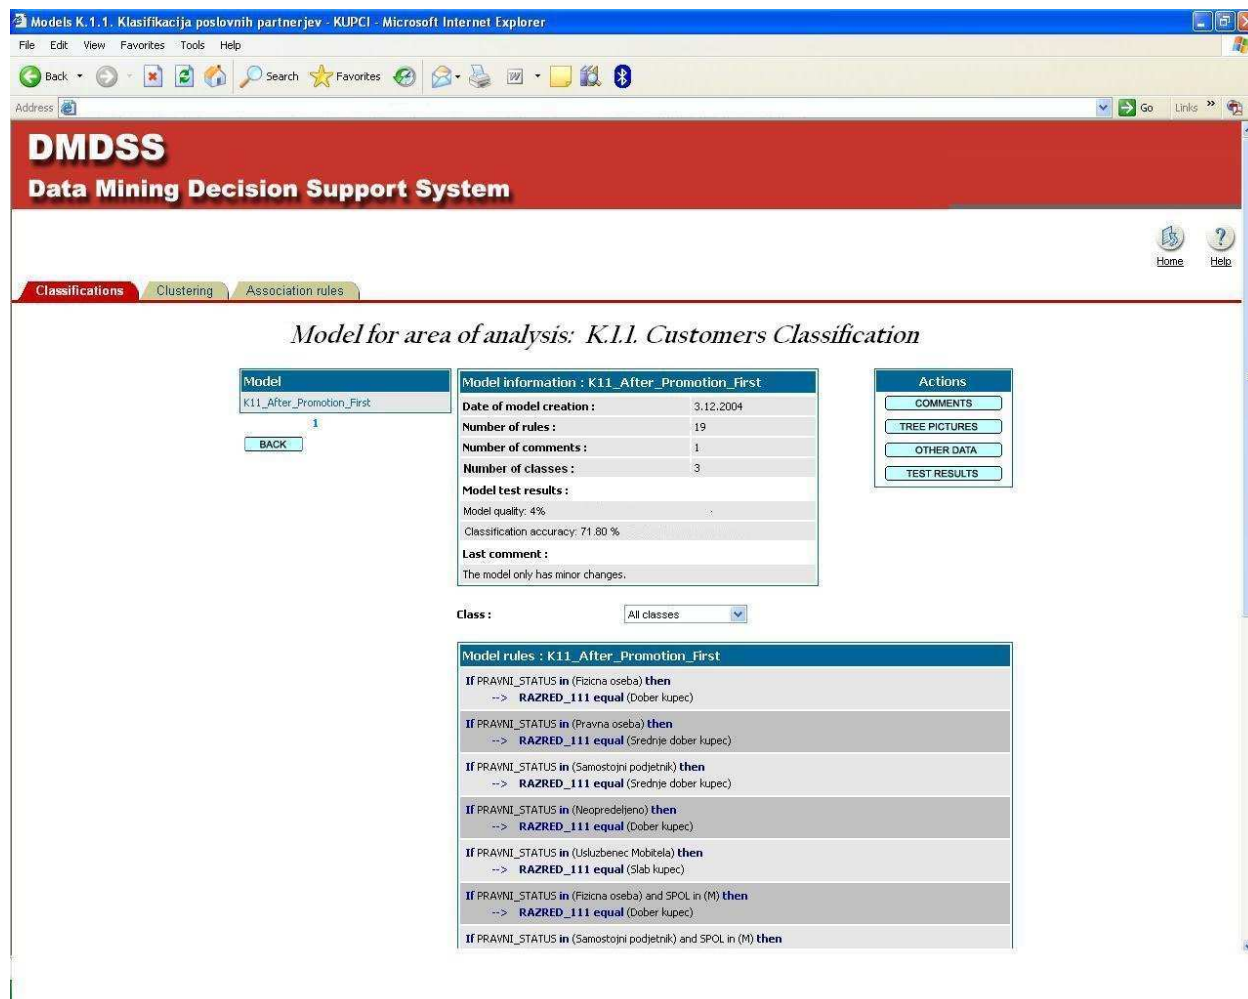 Models K.1.1. Klasifikacija poslovnih partnerjev - KUPCI - Microsoft Internet Explorer
File Edit View Favorites Tools Help
Back Search Favorites
Address Go Links »
DMDSS
Data Mining Decision Support System
Home Help
Classifications Clustering Association rules
Model for area of analysis: K.1.1. Customers Classification
Model
K11_After_Promotion_First
1
BACK
Model information : K11_After_Promotion_First
Date of model creation : 3.12.2004
Number of rules : 19
Number of comments : 1
Number of classes : 3
Model test results :
Model quality: 4%
Classification accuracy: 71.80 %
Last comment :
The model only has minor changes.
Actions
COMMENTS
TREE PICTURES
OTHER DATA
TEST RESULTS
Class : All classes
Model rules : K11_After_Promotion_First
If PRAVNI_STATUS in (Fizicna oseba) then
--> RAZRED_111 equal (Dober kupec)
If PRAVNI_STATUS in (Pravna oseba) then
--> RAZRED_111 equal (Srednje dober kupec)
If PRAVNI_STATUS in (Samostojni podjetnik) then
--> RAZRED_111 equal (Srednje dober kupec)
If PRAVNI_STATUS in (Neopredeljeno) then
--> RAZRED_111 equal (Dober kupec)
If PRAVNI_STATUS in (Usluzbenec Mobitela) then
--> RAZRED_111 equal (Slab kupec)
If PRAVNI_STATUS in (Fizicna oseba) and SPOL in (M) then
--> RAZRED_111 equal (Dober kupec)
If PRAVNI_STATUS in (Samostojni podjetnik) and SPOL in (M) then